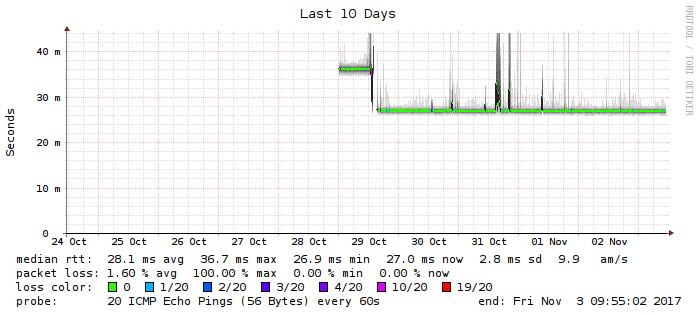 Last 10 Days
RRDTOOL / TOBI OETIKER
Seconds
40 m
30 m
20 m
10 m
0
24 Oct 25 Oct 26 Oct 27 Oct 28 Oct 29 Oct 30 Oct 31 Oct 01 Nov 02 Nov
median rtt: 28.1 ms avg 36.7 ms max 26.9 ms min 27.0 ms now 2.8 ms sd 9.9 am/s
packet loss: 1.60 % avg 100.00 % max 0.00 % min 0.00 % now
loss color: 0 1/20 2/20 3/20 4/20 10/20 19/20
probe: 20 ICMP Echo Pings (56 Bytes) every 60s end: Fri Nov 3 09:55:02 2017